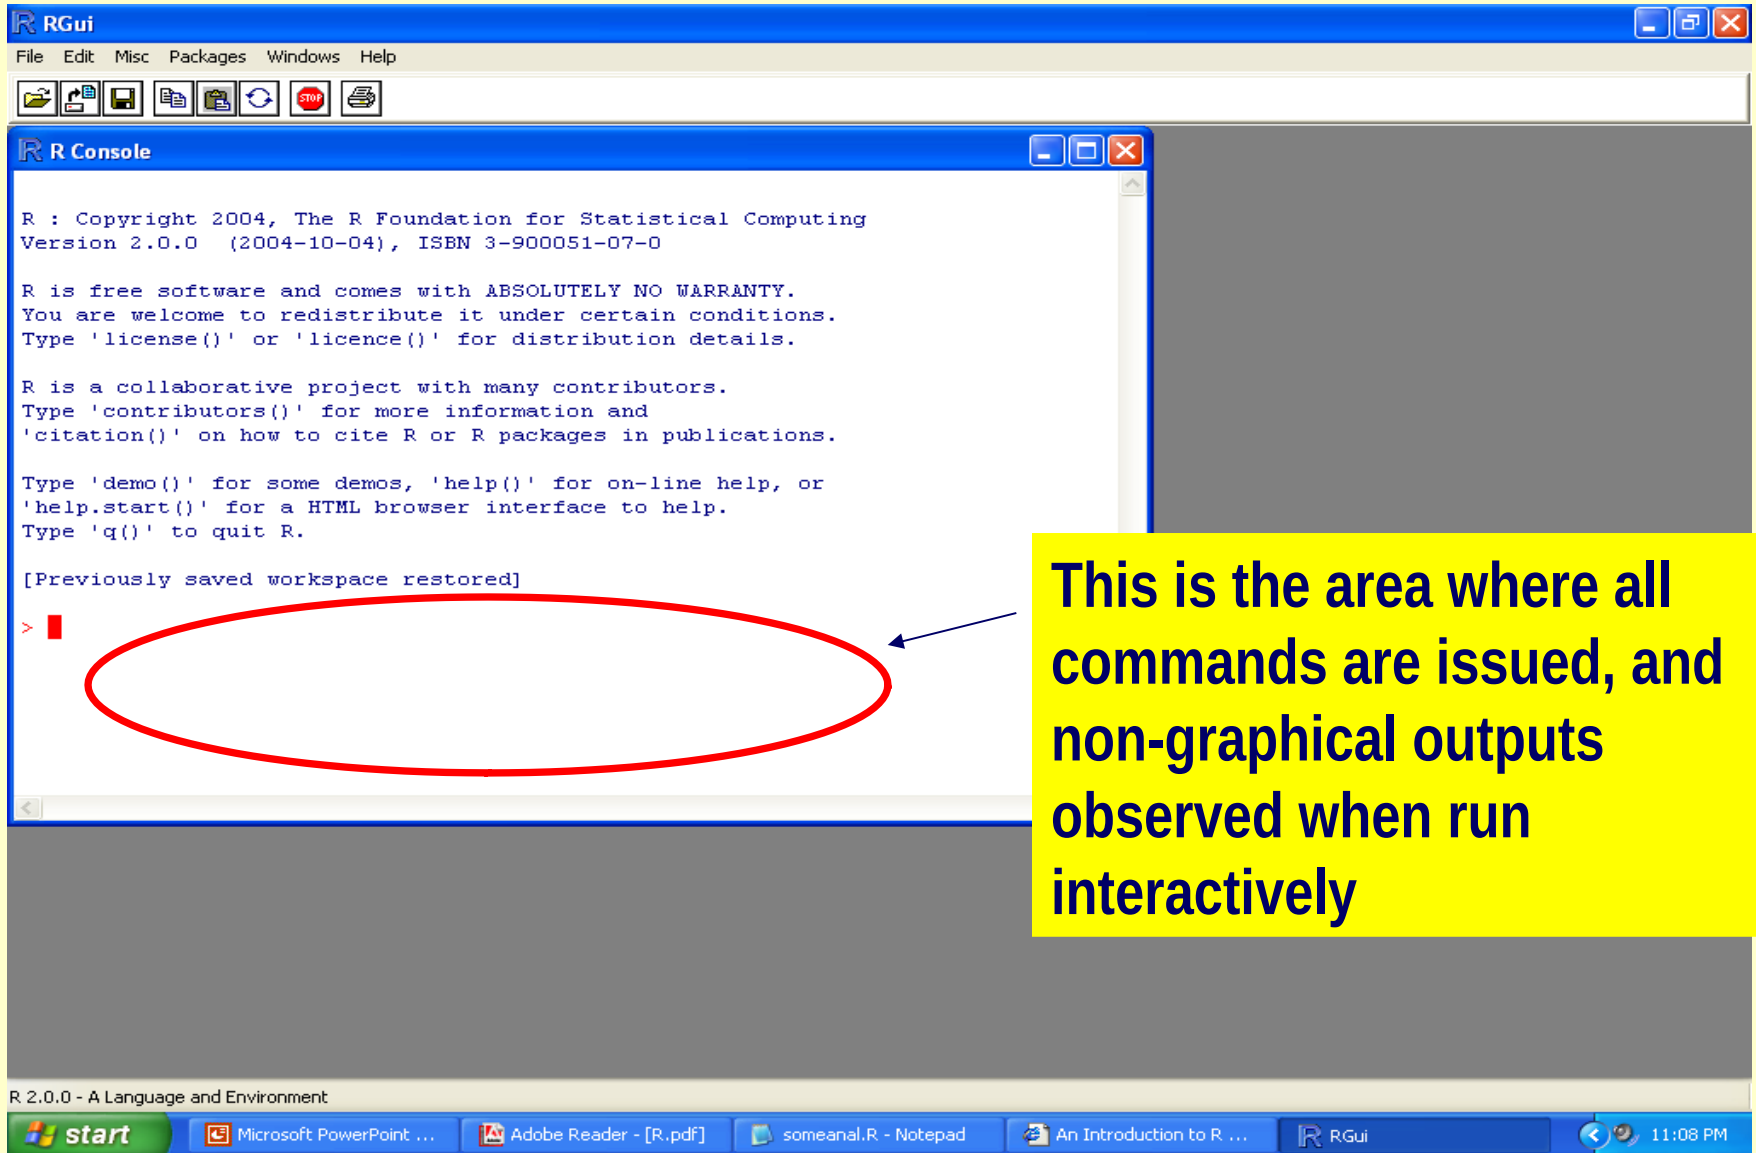 RGui
File Edit Misc Packages Windows Help
STOP
R Console
R : Copyright 2004, The R Foundation for Statistical Computing
Version 2.0.0  (2004-10-04), ISBN 3-900051-07-0
R is free software and comes with ABSOLUTELY NO WARRANTY.
You are welcome to redistribute it under certain conditions.
Type 'license()' or 'licence()' for distribution details.
R is a collaborative project with many contributors.
Type 'contributors()' for more information and
'citation()' on how to cite R or R packages in publications.
Type 'demo()' for some demos, 'help()' for on-line help, or
'help.start()' for a HTML browser interface to help.
Type 'q()' to quit R.
[Previously saved workspace restored]
>
This is the area where all
commands are issued, and
non-graphical outputs
observed when run
interactively
R 2.0.0 - A Language and Environment
start
Microsoft PowerPoint ...
Adobe Reader - [R.pdf]
someanal.R - Notepad
An Introduction to R ...
RGui
11:08 PM